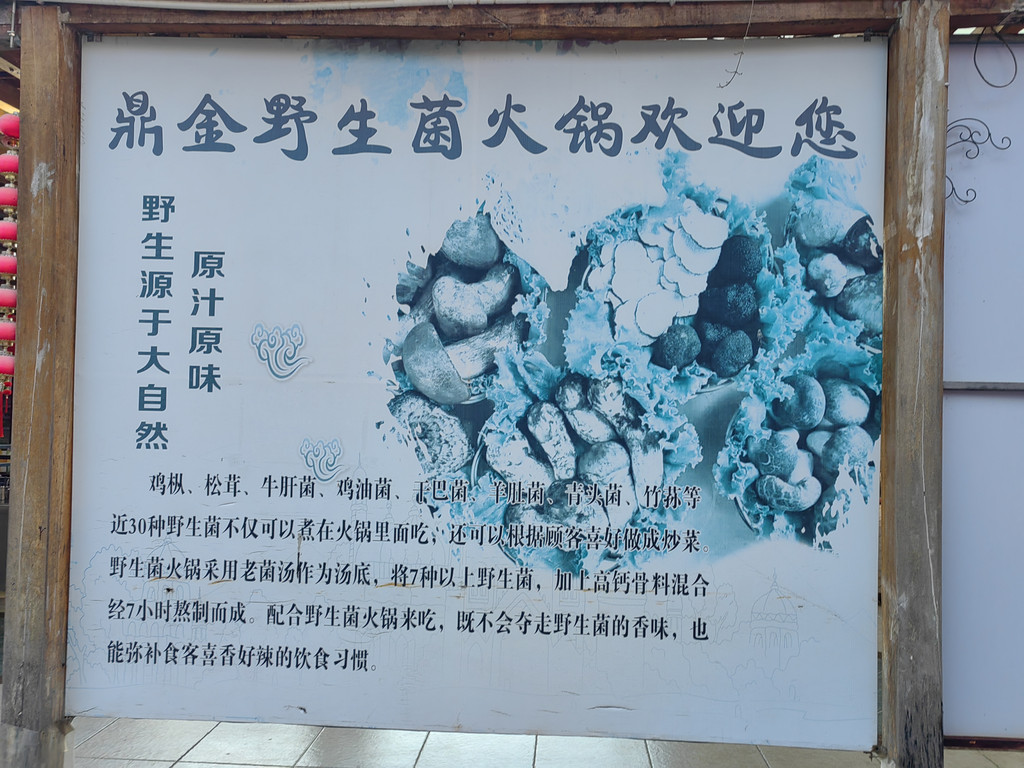 鼎金野生菌火锅欢迎您
野生源于大自然
原汁原味
鸡枞、松茸、牛肝菌、鸡油菌、干巴菌、羊肚菌、青头菌、竹荪等
近30种野生菌不仅可以煮在火锅里面吃，还可以根据顾客喜好做成炒菜。
野生菌火锅采用老菌汤作为汤底，将7种以上野生菌，加上高钙骨料混合
经7小时熬制而成。配合野生菌火锅来吃，既不会夺走野生菌的香味，也
能弥补食客喜香好辣的饮食习惯。